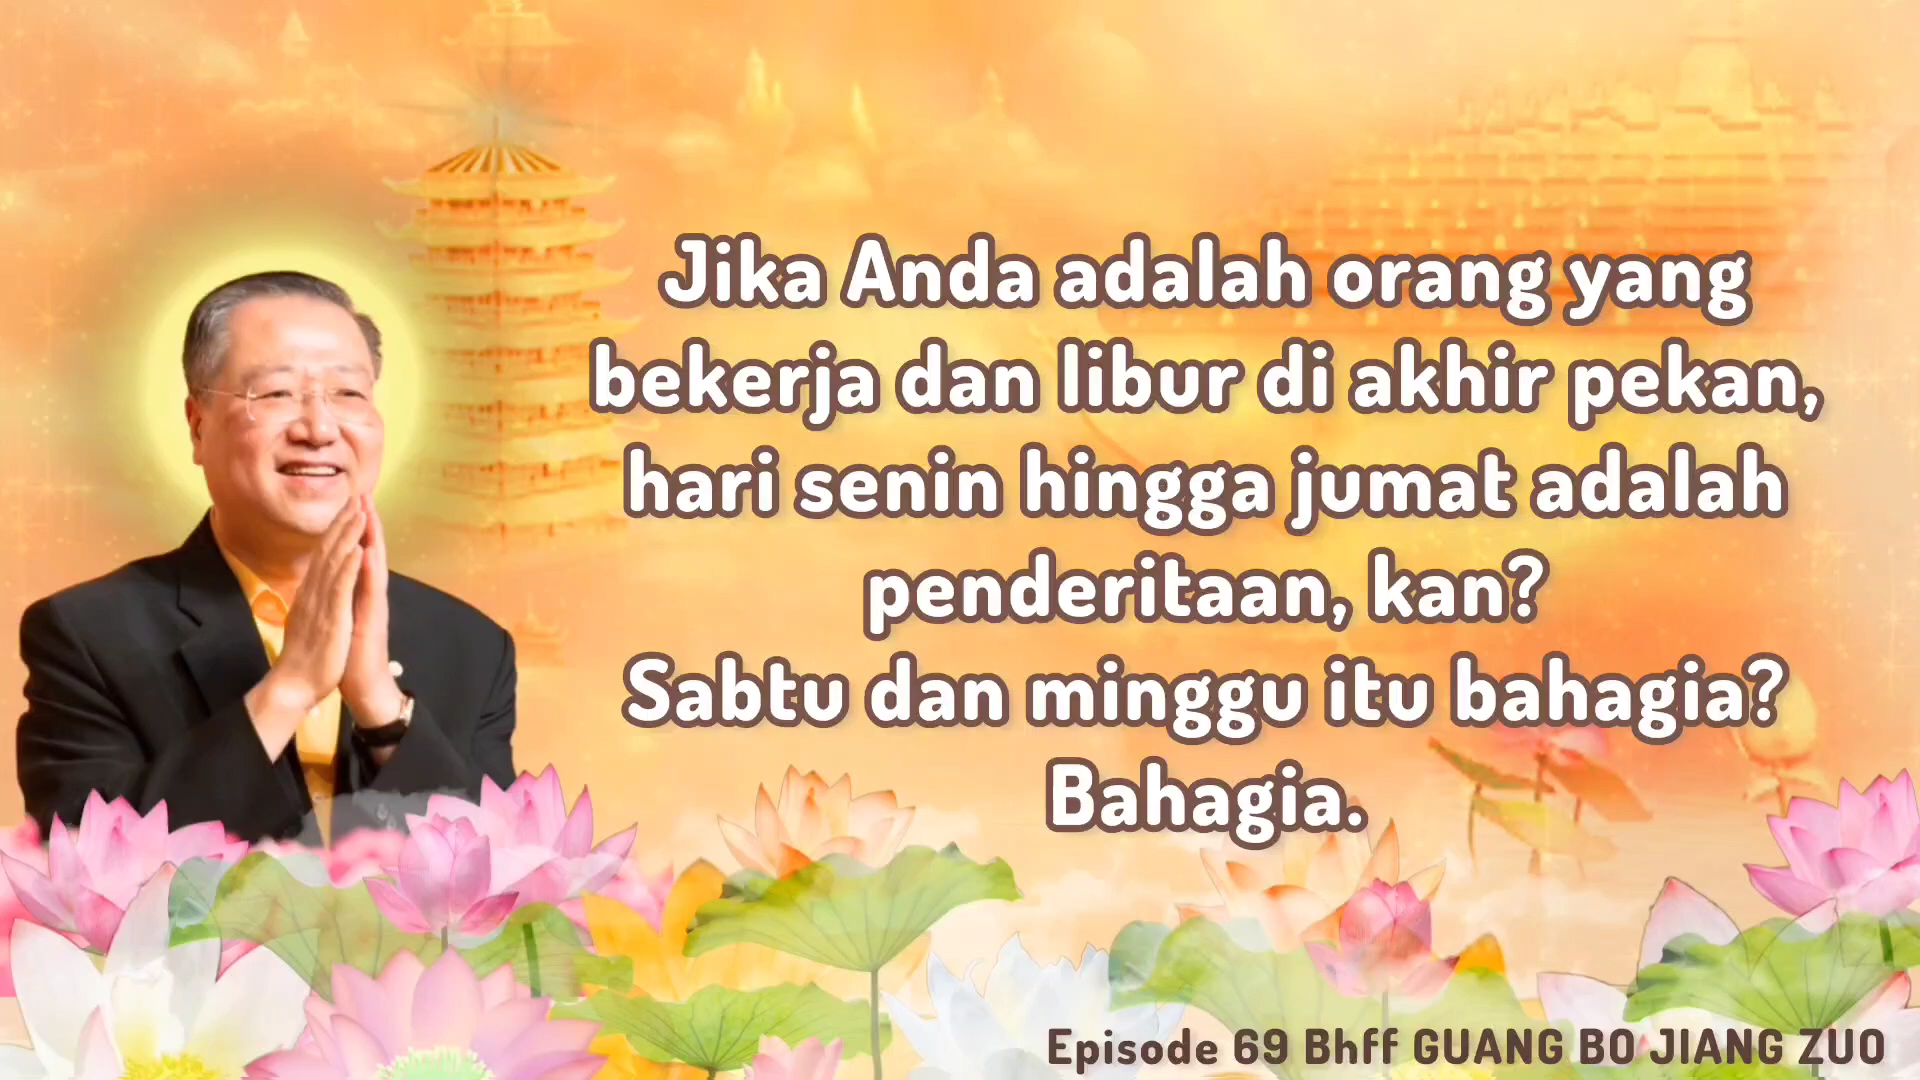 Jika Anda adalah orang yang
bekerja dan libur di akhir pekan,
hari senin hingga jumat adalah
penderitaan, kan?
Sabtu dan minggu itu bahagia?
Bahagia.
Episode 69 Bhff GUANG BO JIANG ZUO